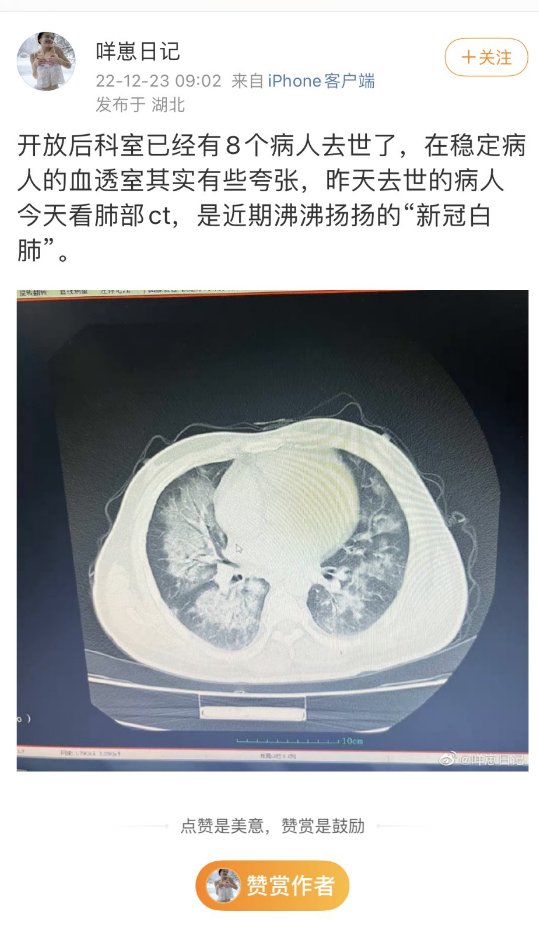 咩崽日记
+关注
22-12-23 09:02 来自 iPhone客户端
发布于 湖北
开放后科室已经有8个病人去世了，在稳定病
人的血透室其实有些夸张，昨天去世的病人
今天看肺部ct，是近期沸沸扬扬的“新冠白
肺”。
10cm
@咩崽日记
点赞是美意，赞赏是鼓励
赞赏作者